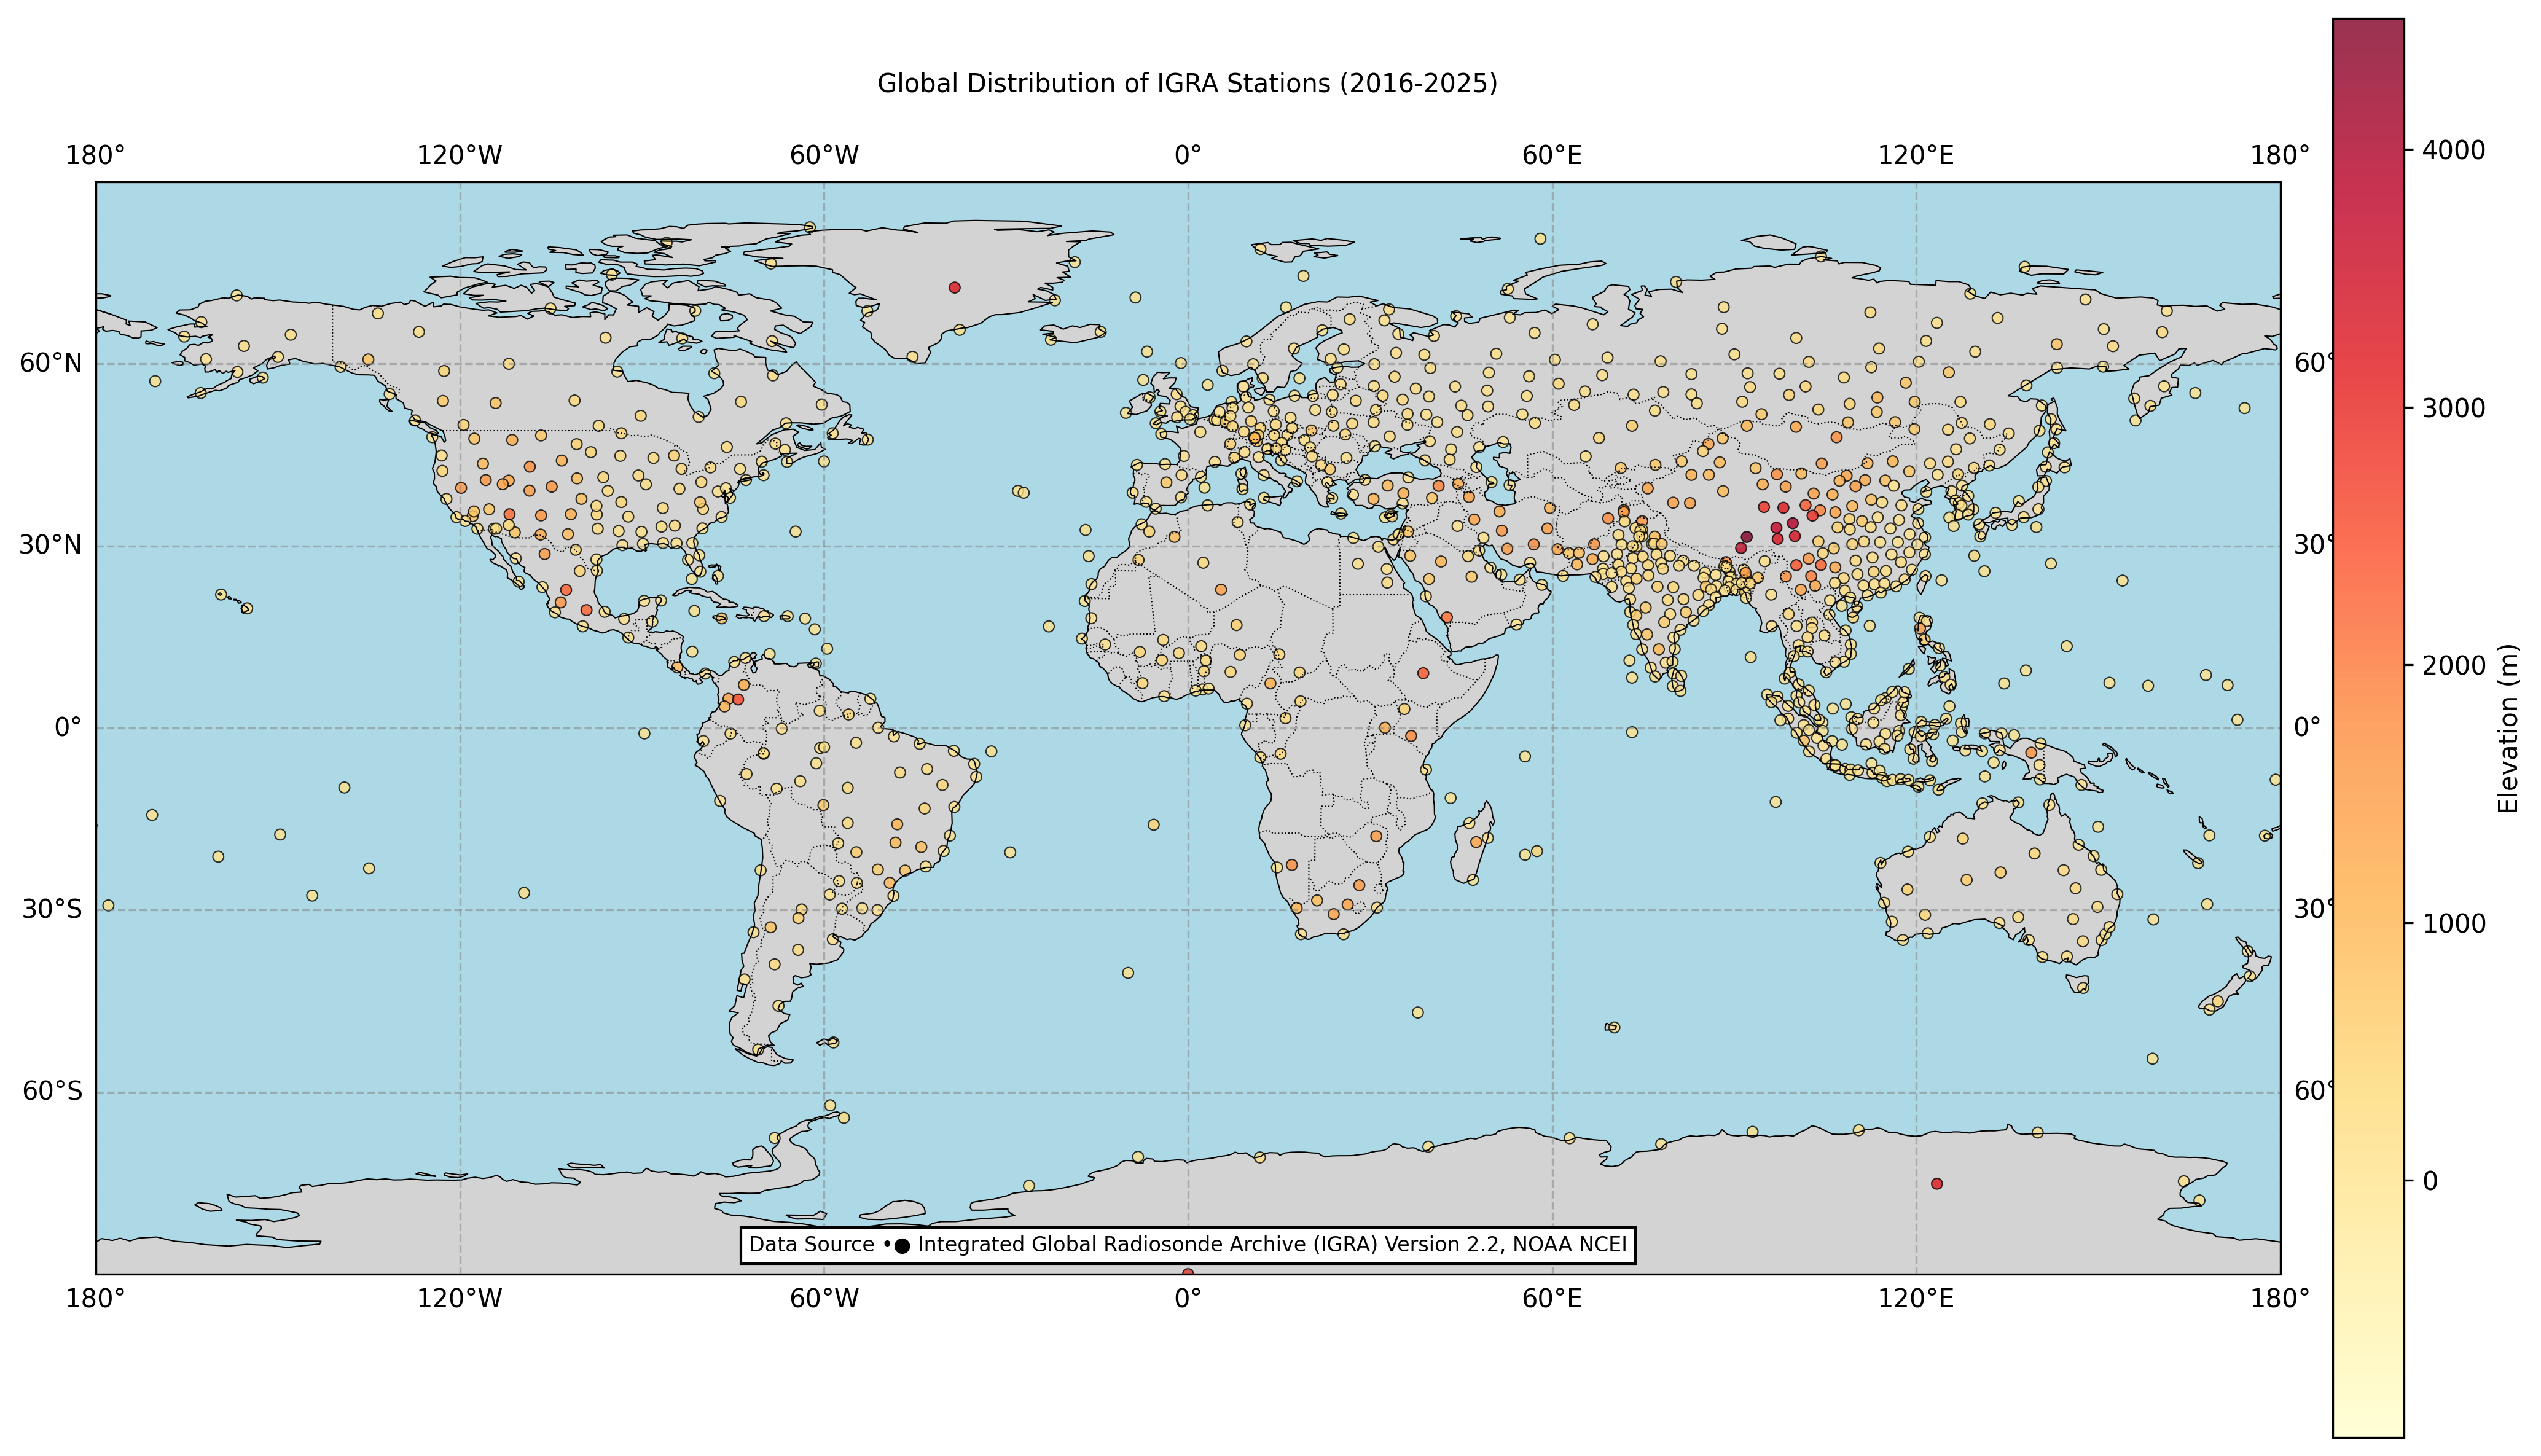 Global Distribution of IGRA Stations (2016-2025)
180° 120°W 60°W 0° 60°E 120°E 180°
4000
60°N 60°
3000
30°N 30°
2000
0° 0°
Elevation (m)
30°S 30°
1000
60°S 60°
0
Data Source •● Integrated Global Radiosonde Archive (IGRA) Version 2.2, NOAA NCEI
180° 120°W 60°W 0° 60°E 120°E 180°